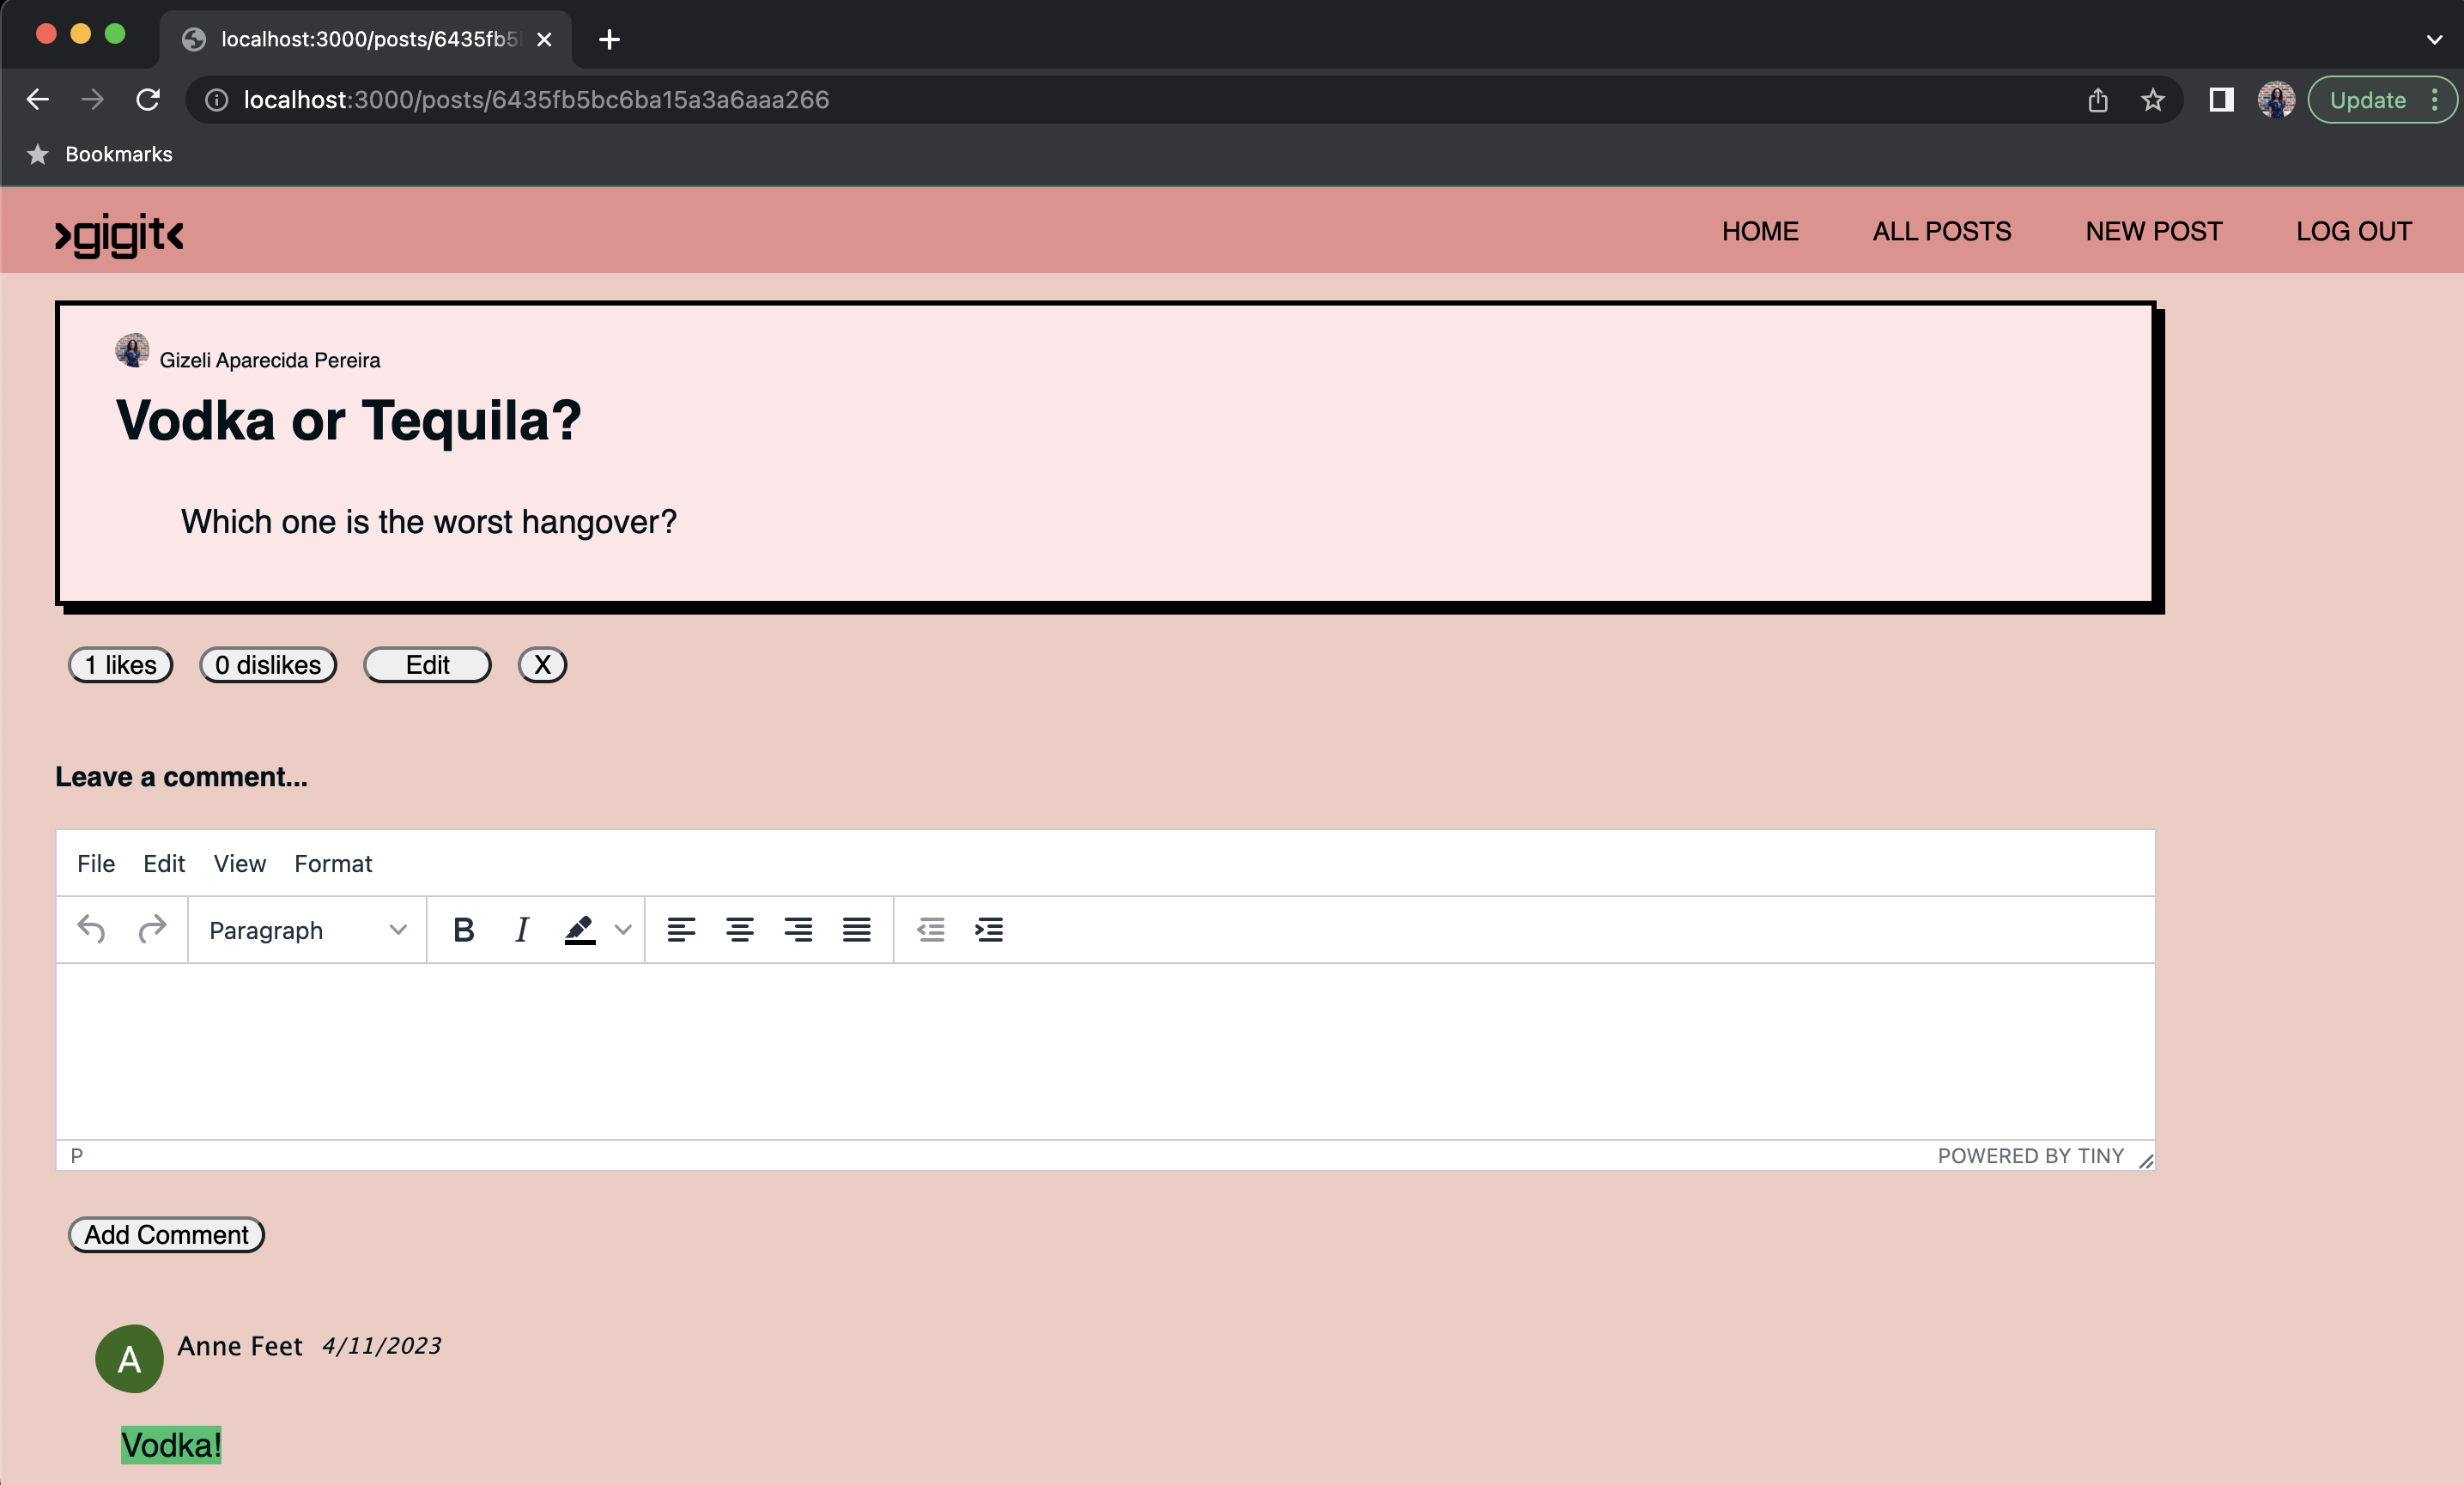 localhost:3000/posts/6435fb5
localhost:3000/posts/6435fb5bc6ba15a3a6aaa266
Update
Bookmarks
>gigit<
HOME ALL POSTS NEW POST LOG OUT
Gizeli Aparecida Pereira
Vodka or Tequila?
Which one is the worst hangover?
1 likes 0 dislikes Edit X
Leave a comment...
File Edit View Format
Paragraph B I
P POWERED BY TINY
Add Comment
A Anne Feet 4/11/2023
Vodka!